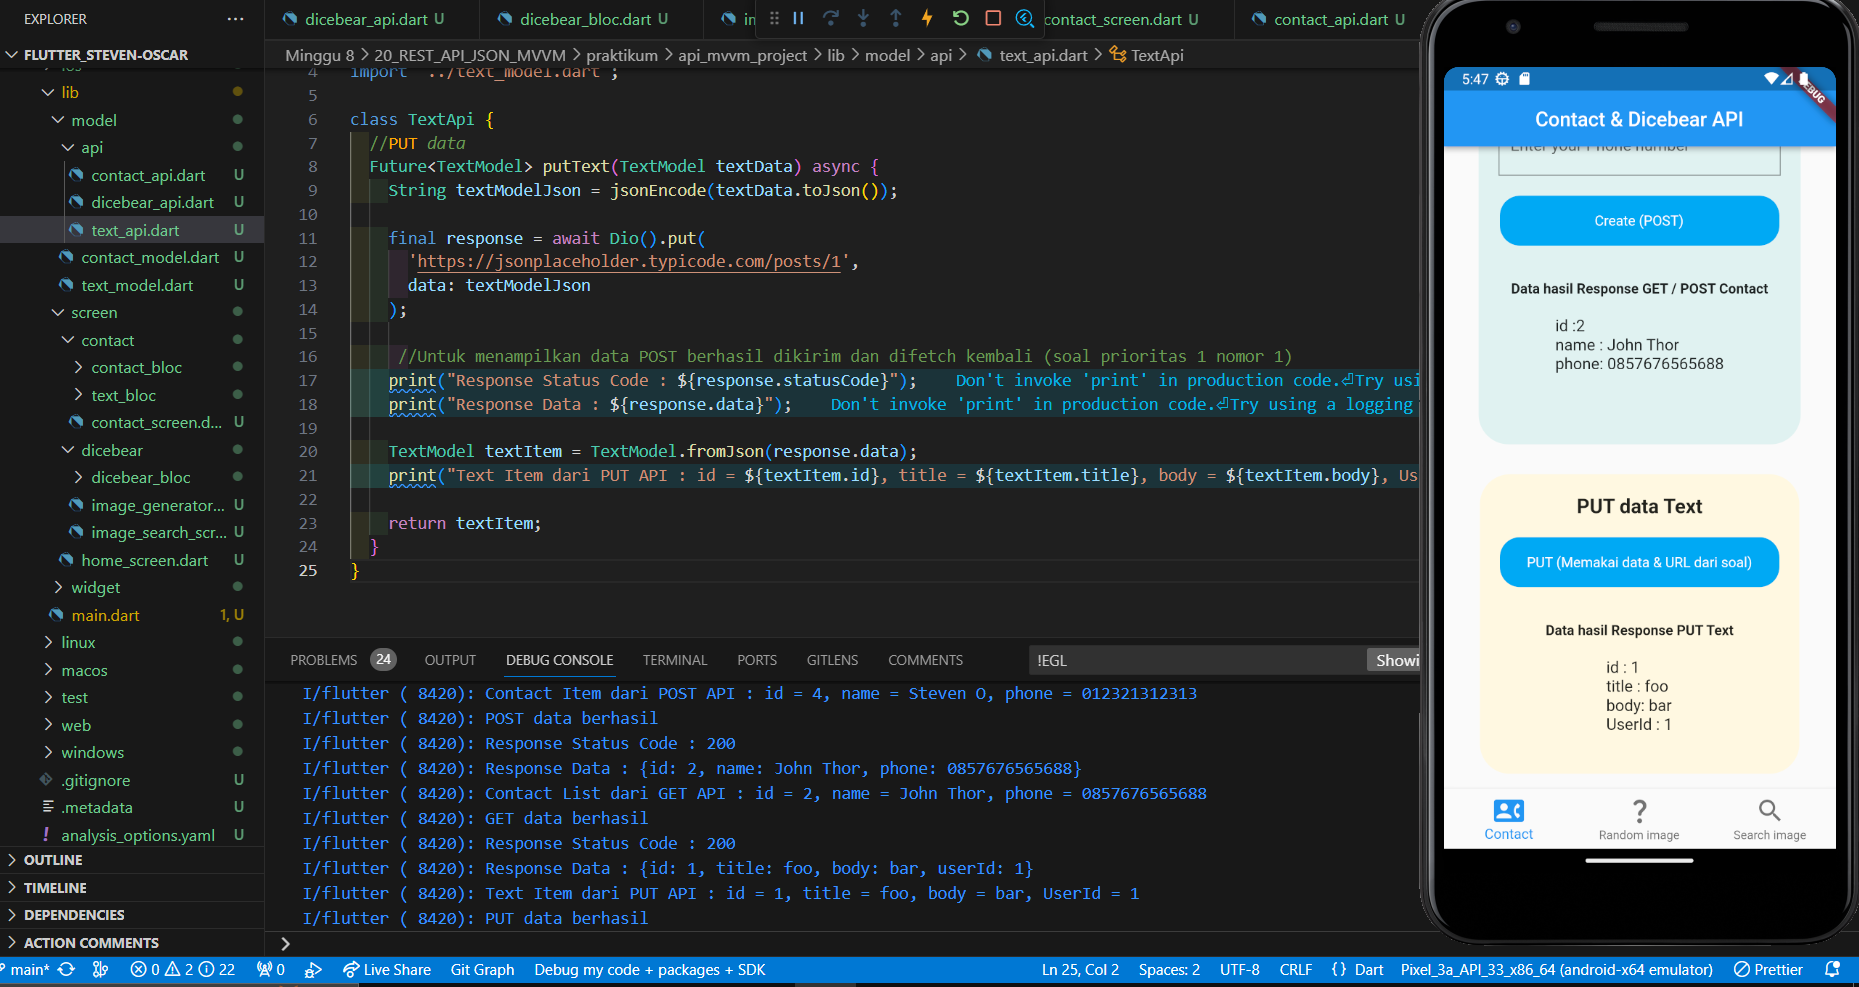 EXPLORER
FLUTTER_STEVEN-OSCAR
lib
model
api
contact_api.dart U
dicebear_api.dart U
text_api.dart U
contact_model.dart U
text_model.dart U
screen
contact
contact_bloc
text_bloc
contact_screen.d... U
dicebear
dicebear_bloc
image_generator... U
image_search_scr... U
home_screen.dart U
widget
main.dart 1, U
linux
macos
test
web
windows
.gitignore U
.metadata U
analysis_options.yaml U
OUTLINE
TIMELINE
DEPENDENCIES
ACTION COMMENTS
dicebear_api.dart U
dicebear_bloc.dart U
contact_screen.dart U
contact_api.dart U
Minggu 8 > 20_REST_API_JSON_MVVM > praktikum > api_mvvm_project > lib > model > api > text_api.dart > TextApi
4 import '../text_model.dart';
5
6 class TextApi {
7 //PUT data
8 Future<TextModel> putText(TextModel textData) async {
9 String textModelJson = jsonEncode(textData.toJson());
10
11 final response = await Dio().put(
12 'https://jsonplaceholder.typicode.com/posts/1',
13 data: textModelJson
14 );
15
16 //Untuk menampilkan data POST berhasil dikirim dan difetch kembali (soal prioritas 1 nomor 1)
17 print("Response Status Code : ${response.statusCode}"); Don't invoke 'print' in production code.⏎Try usi
18 print("Response Data : ${response.data}"); Don't invoke 'print' in production code.⏎Try using a logging
19
20 TextModel textItem = TextModel.fromJson(response.data);
21 print("Text Item dari PUT API : id = ${textItem.id}, title = ${textItem.title}, body = ${textItem.body}, Us
22
23 return textItem;
24 }
25 }
PROBLEMS 24 OUTPUT DEBUG CONSOLE TERMINAL PORTS GITLENS COMMENTS !EGL Showi
I/flutter ( 8420): Contact Item dari POST API : id = 4, name = Steven O, phone = 012321312313
I/flutter ( 8420): POST data berhasil
I/flutter ( 8420): Response Status Code : 200
I/flutter ( 8420): Response Data : {id: 2, name: John Thor, phone: 0857676565688}
I/flutter ( 8420): Contact List dari GET API : id = 2, name = John Thor, phone = 0857676565688
I/flutter ( 8420): GET data berhasil
I/flutter ( 8420): Response Status Code : 200
I/flutter ( 8420): Response Data : {id: 1, title: foo, body: bar, userId: 1}
I/flutter ( 8420): Text Item dari PUT API : id = 1, title = foo, body = bar, UserId = 1
I/flutter ( 8420): PUT data berhasil
5:47
Contact & Dicebear API
Enter your Phone number
Create (POST)
Data hasil Response GET / POST Contact
id :2
name : John Thor
phone: 0857676565688
PUT data Text
PUT (Memakai data & URL dari soal)
Data hasil Response PUT Text
id : 1
title : foo
body: bar
UserId : 1
Contact Random image Search image
main* 0 2 22 0 Live Share Git Graph Debug my code + packages + SDK Ln 25, Col 2 Spaces: 2 UTF-8 CRLF {} Dart Pixel_3a_API_33_x86_64 (android-x64 emulator) Prettier